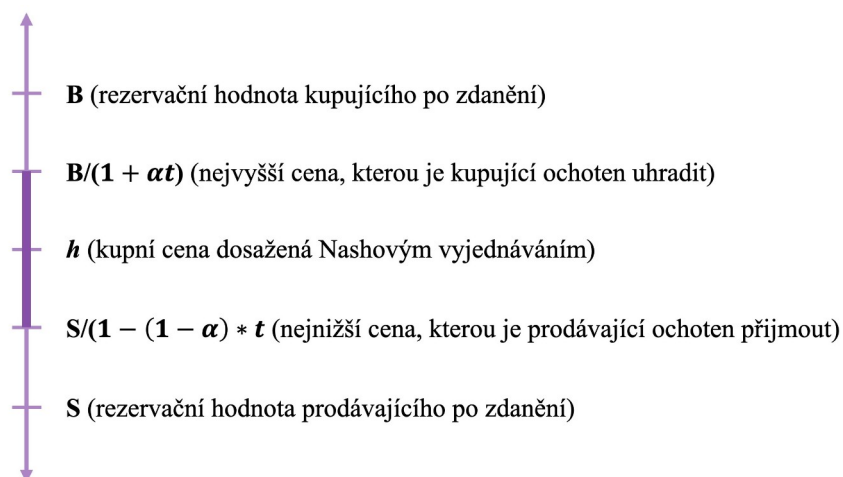 B (rezervační hodnota kupujícího po zdanění)
B/(1 + αt) (nejvyšší cena, kterou je kupující ochoten uhradit)
h (kupní cena dosažená Nashovým vyjednáváním)
S/(1 − (1 − α) ∗ t (nejnižší cena, kterou je prodávající ochoten přijmout)
S (rezervační hodnota prodávajícího po zdanění)